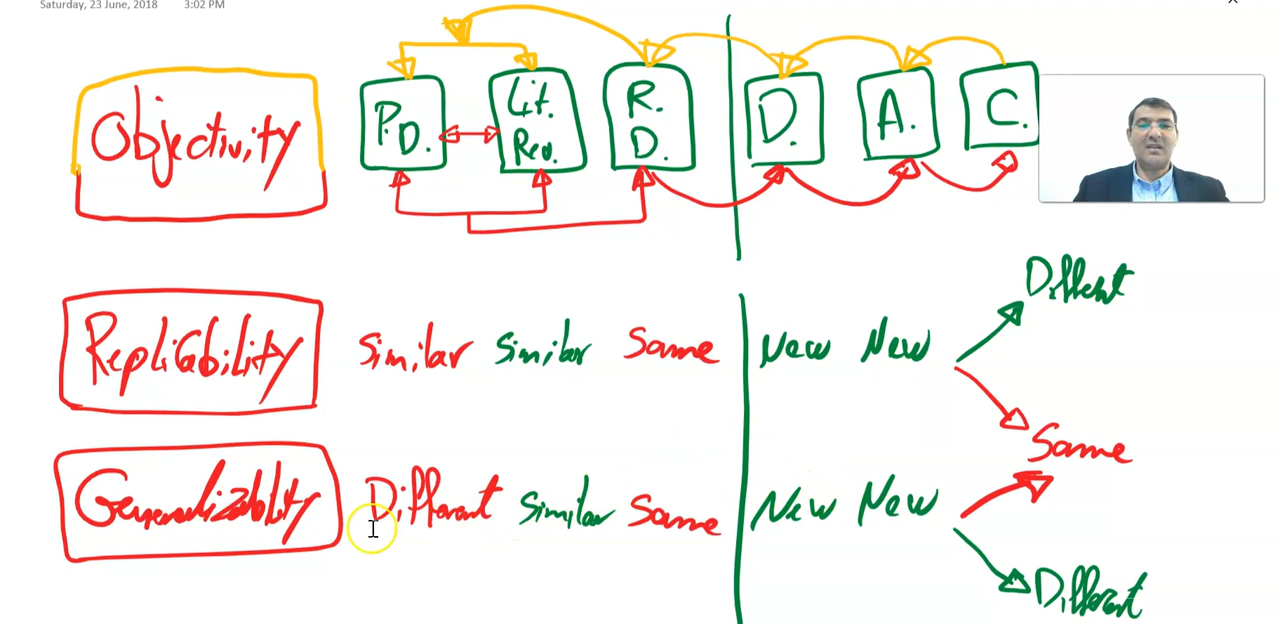 Saturday, 23 June, 2018 3:02 PM
Objectivity
P.D.
Lit. Rev.
R.D.
D.
A.
C.
Replicability Similar Similar Same New New
Different
Same
Generalizability Different Similar Same New New
Different